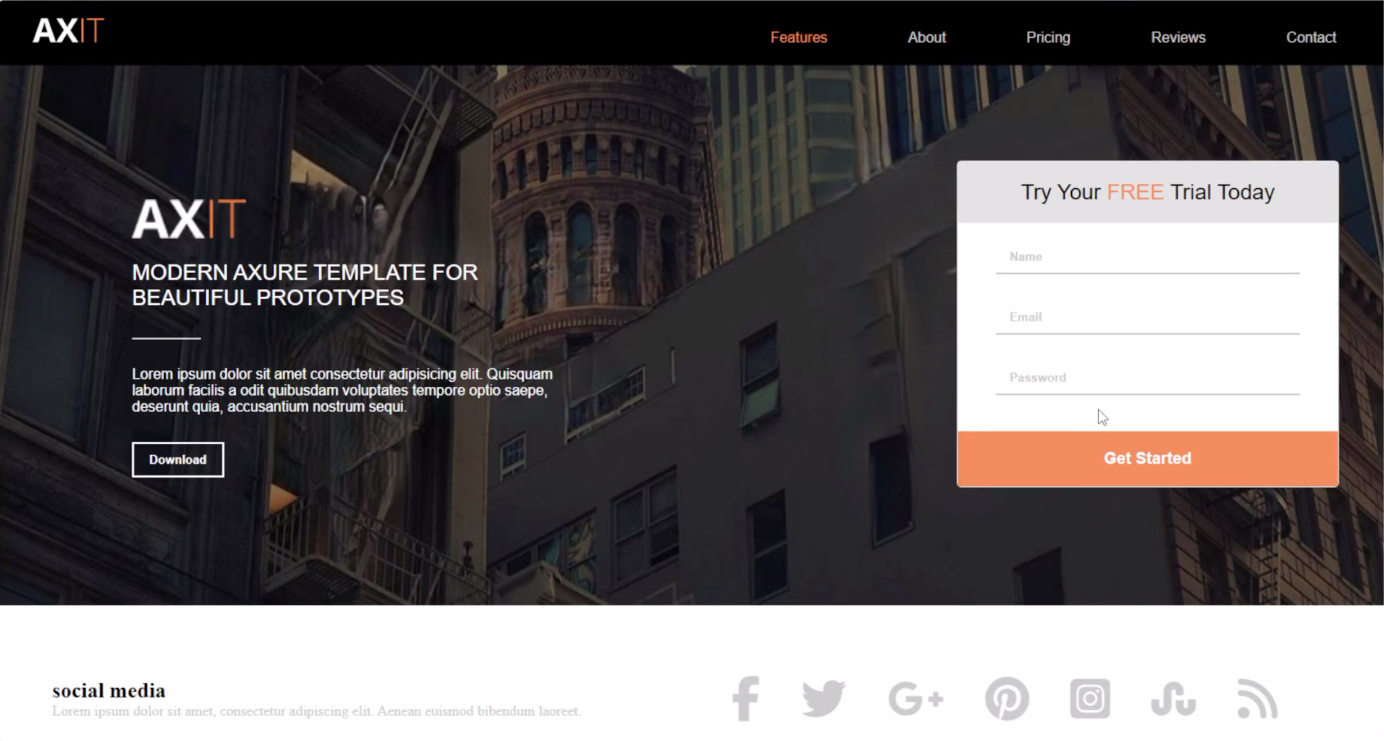 AXIT
Features
About
Pricing
Reviews
Contact
AXIT
MODERN AXURE TEMPLATE FOR
BEAUTIFUL PROTOTYPES
Lorem ipsum dolor sit amet consectetur adipisicing elit. Quisquam
laborum facilis a odit quibusdam voluptates tempore optio saepe,
deserunt quia, accusantium nostrum sequi.
Download
Try Your FREE Trial Today
Name
Email
Password
Get Started
social media
Lorem ipsum dolor sit amet, consectetur adipiscing elit. Aenean euismod bibendum laoreet.